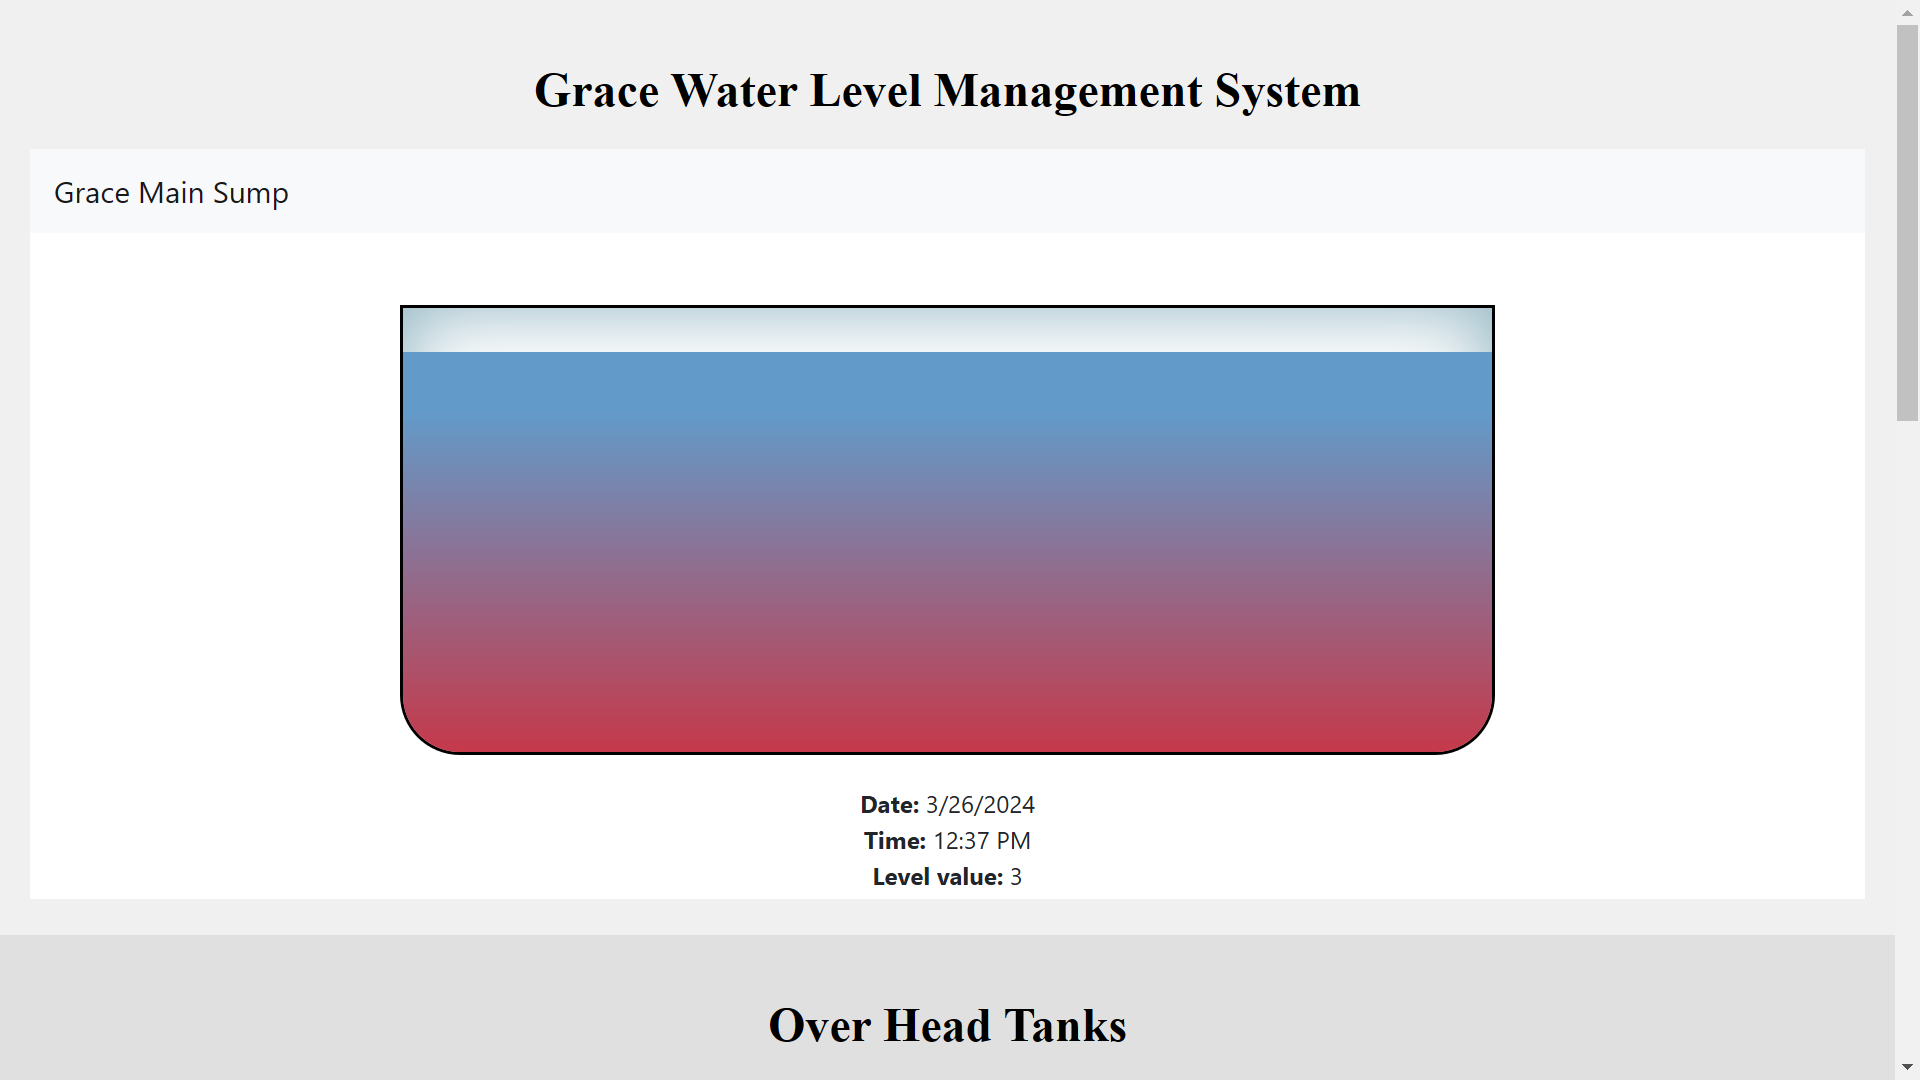 Grace Water Level Management System
Grace Main Sump
Date: 3/26/2024
Time: 12:37 PM
Level value: 3
Over Head Tanks